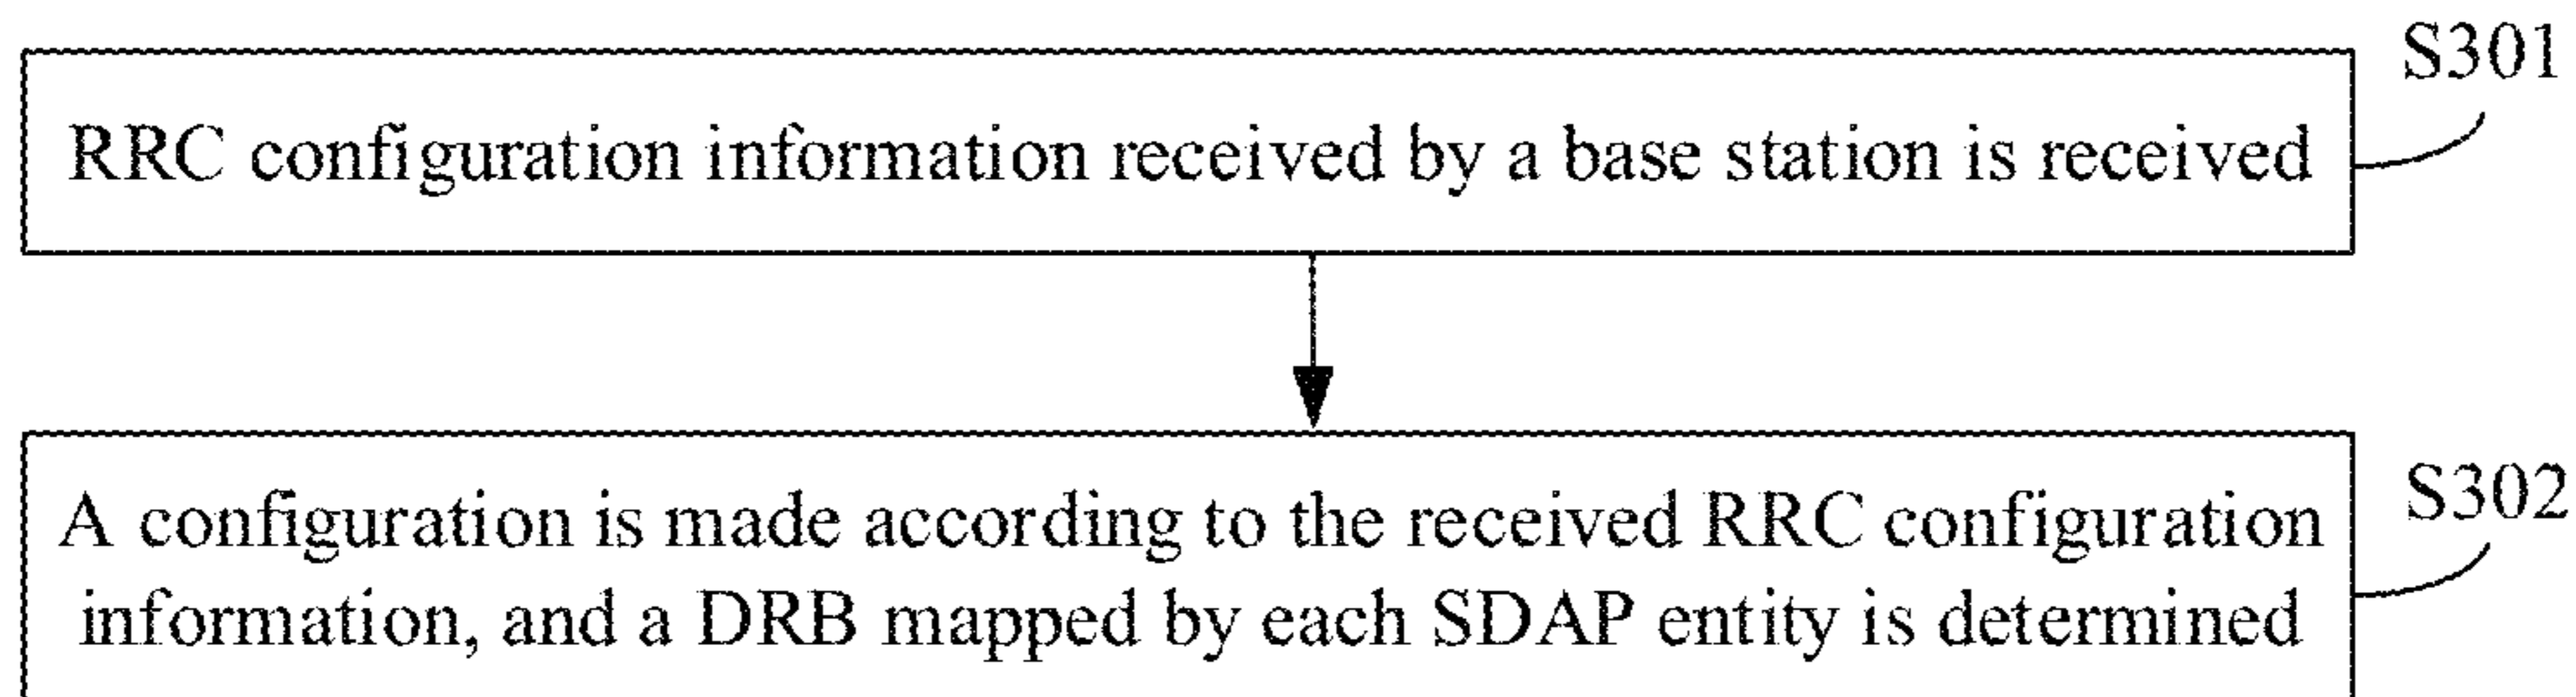 S301
RRC configuration information received by a base station is received
S302
A configuration is made according to the received RRC configuration
information, and a DRB mapped by each SDAP entity is determined